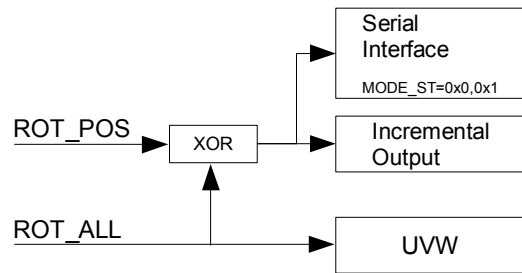 Serial
Interface
MODE_ST=0x0,0x1
ROT_POS
XOR
Incremental
Output
ROT_ALL
UVW